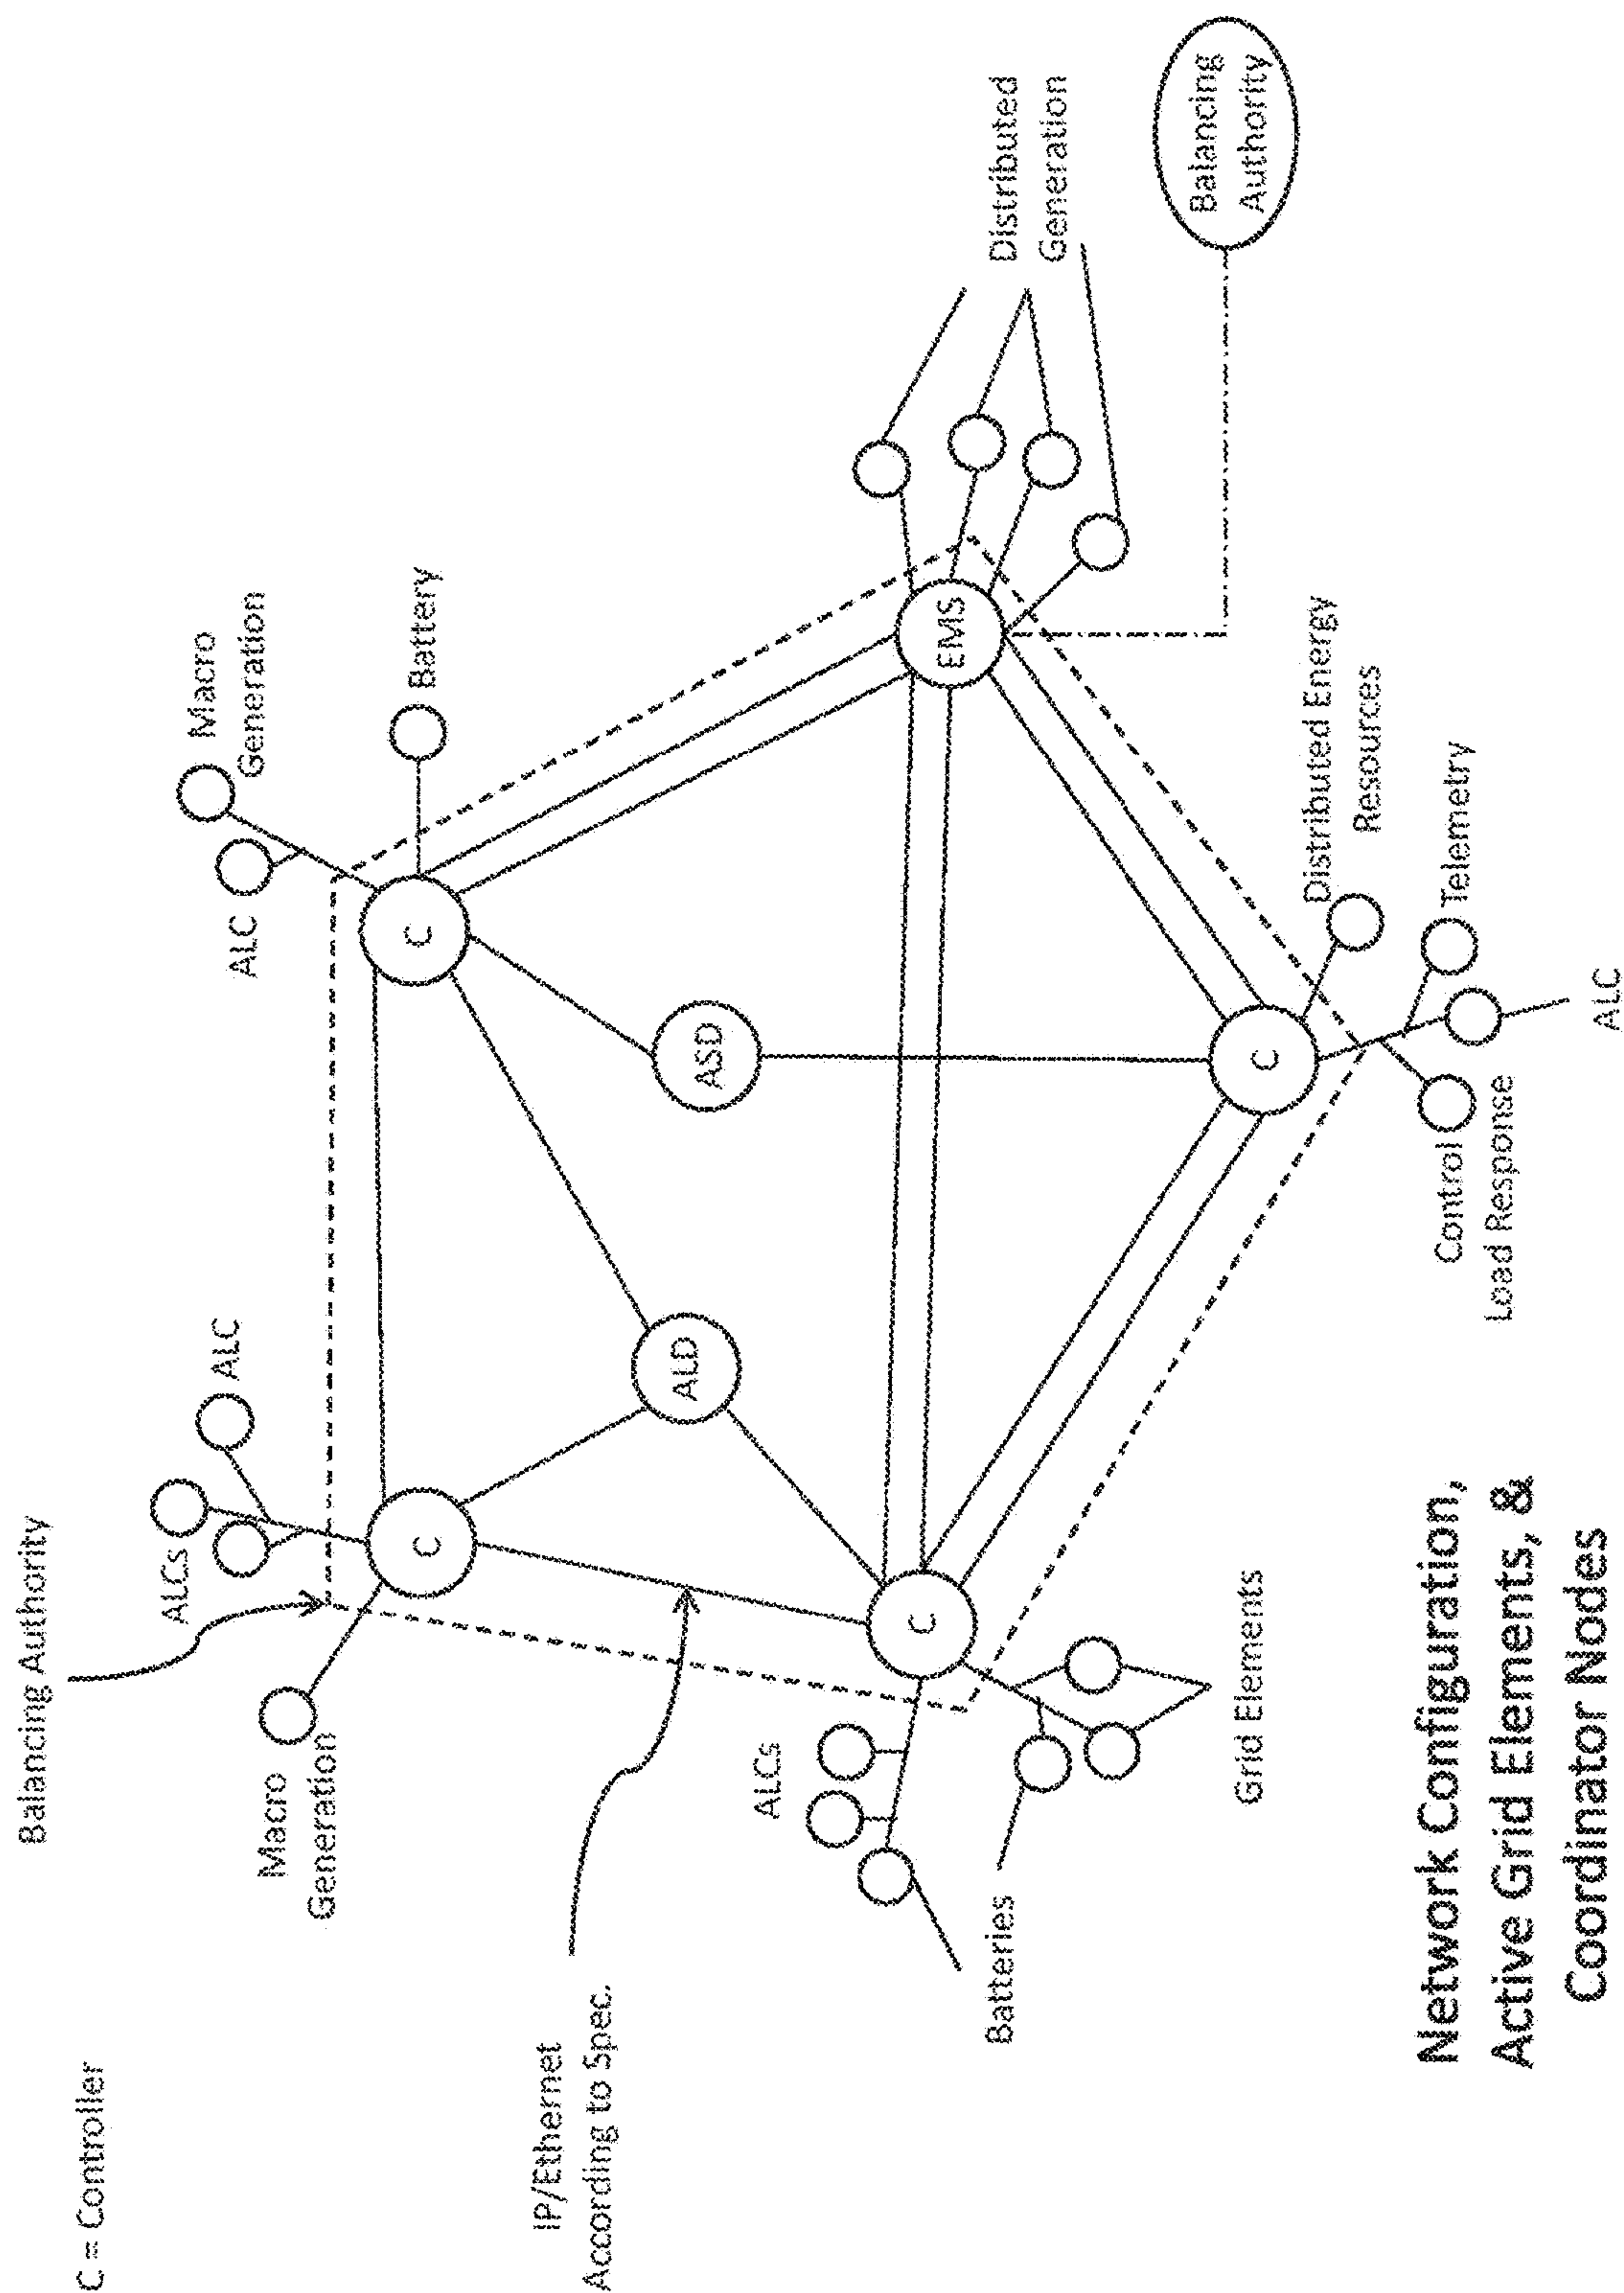 C = Controller
Balancing Authority
IP/Ethernet
According to Spec.
Macro
Generation
ALCs
ALC
C
ALC
Macro
Generation
C
Battery
ALD
ASD
ALCs
Batteries
C
EMS
Distributed
Generation
Balancing
Authority
Grid Elements
C
Distributed Energy
Resources
Telemetry
Control
Load Response
ALC
Network Configuration,
Active Grid Elements, &
Coordinator Nodes